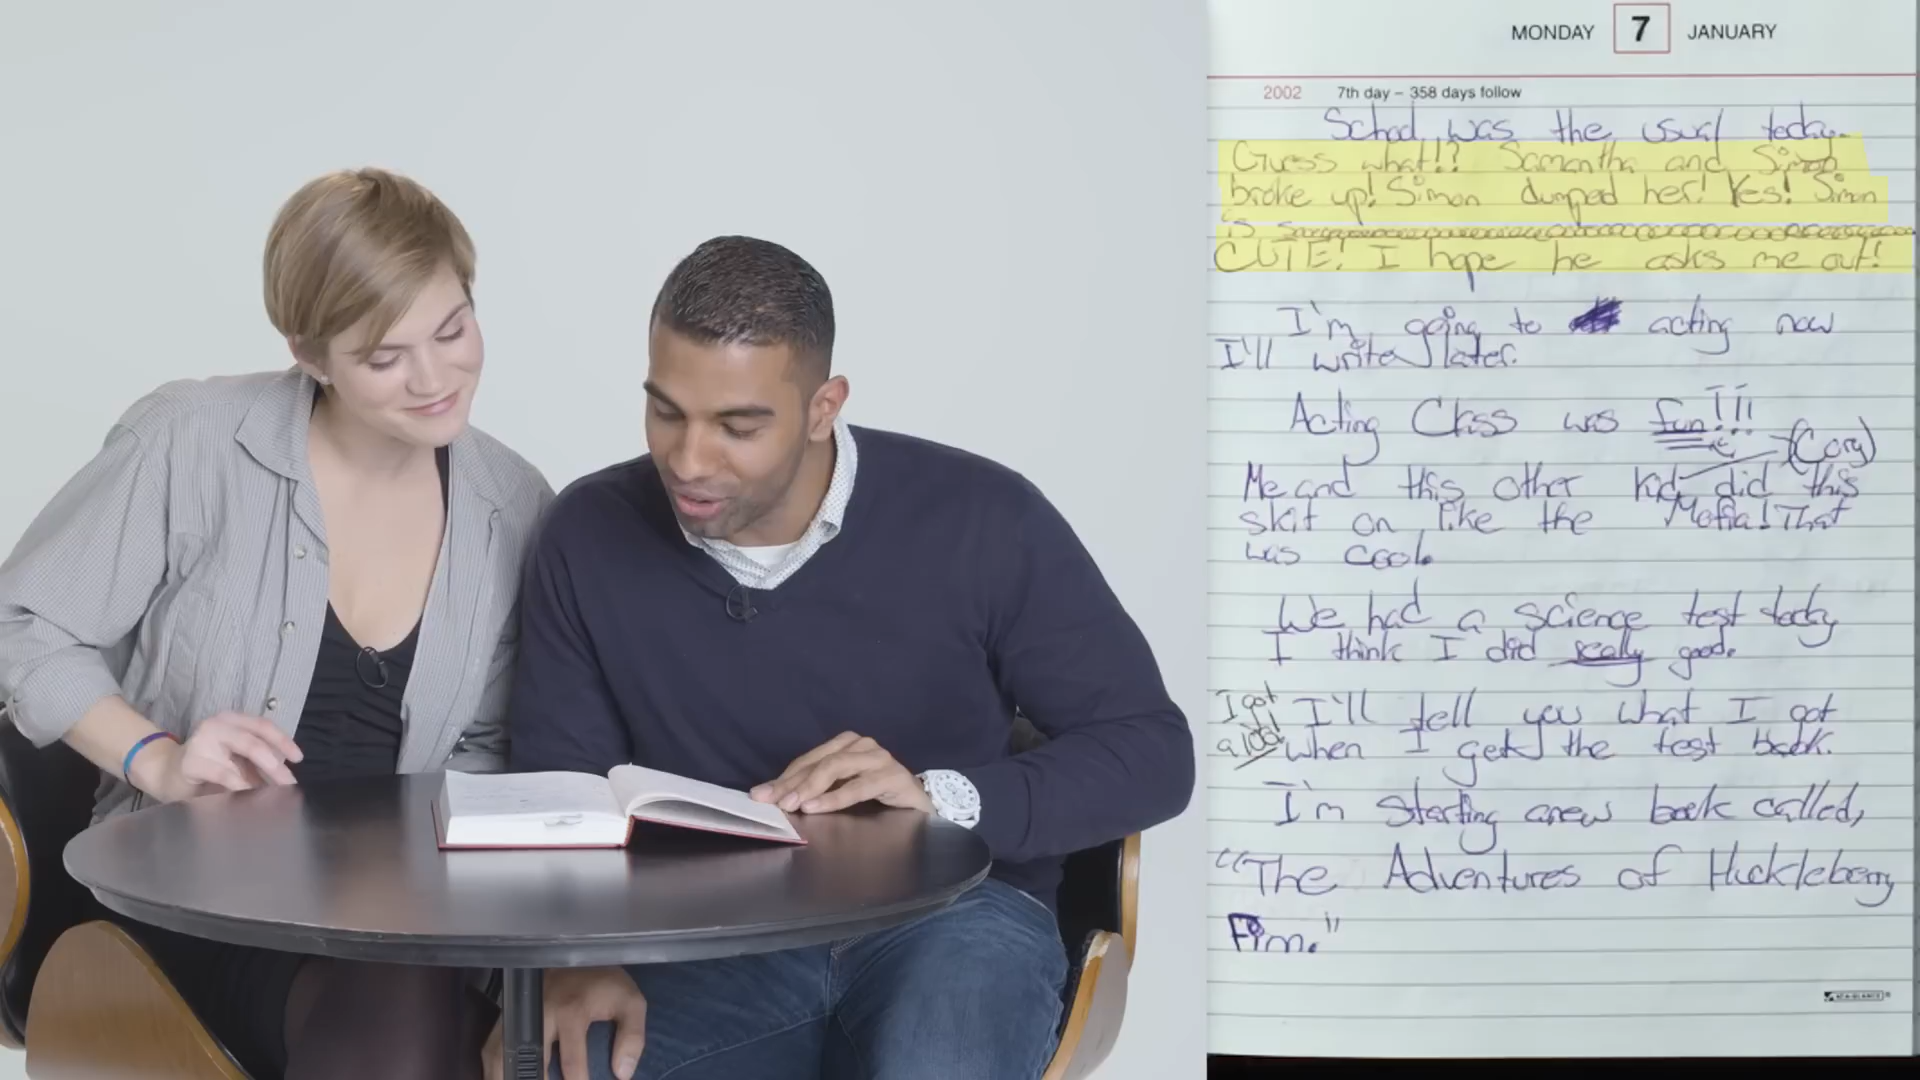 MONDAY 7 JANUARY
2002 7th day – 358 days follow
School was the usual today.
Guess what!? Samantha and Simon
broke up! Simon dumped her! Yes! Simon
is soooooooooooooooooooooooooooooooo
CUTE! I hope he asks me out!
I'm going to acting now
I'll write later.
Acting Class was fun!!!
(Cory)
Me and this other kid did this
skit on like the Mafia! That
was cool.
We had a science test today
I think I did really good.
I got
I'll tell you what I got
when I get the test back.
I'm starting a new book called,
"The Adventures of Huckleberry
Finn."
AT-A-GLANCE®